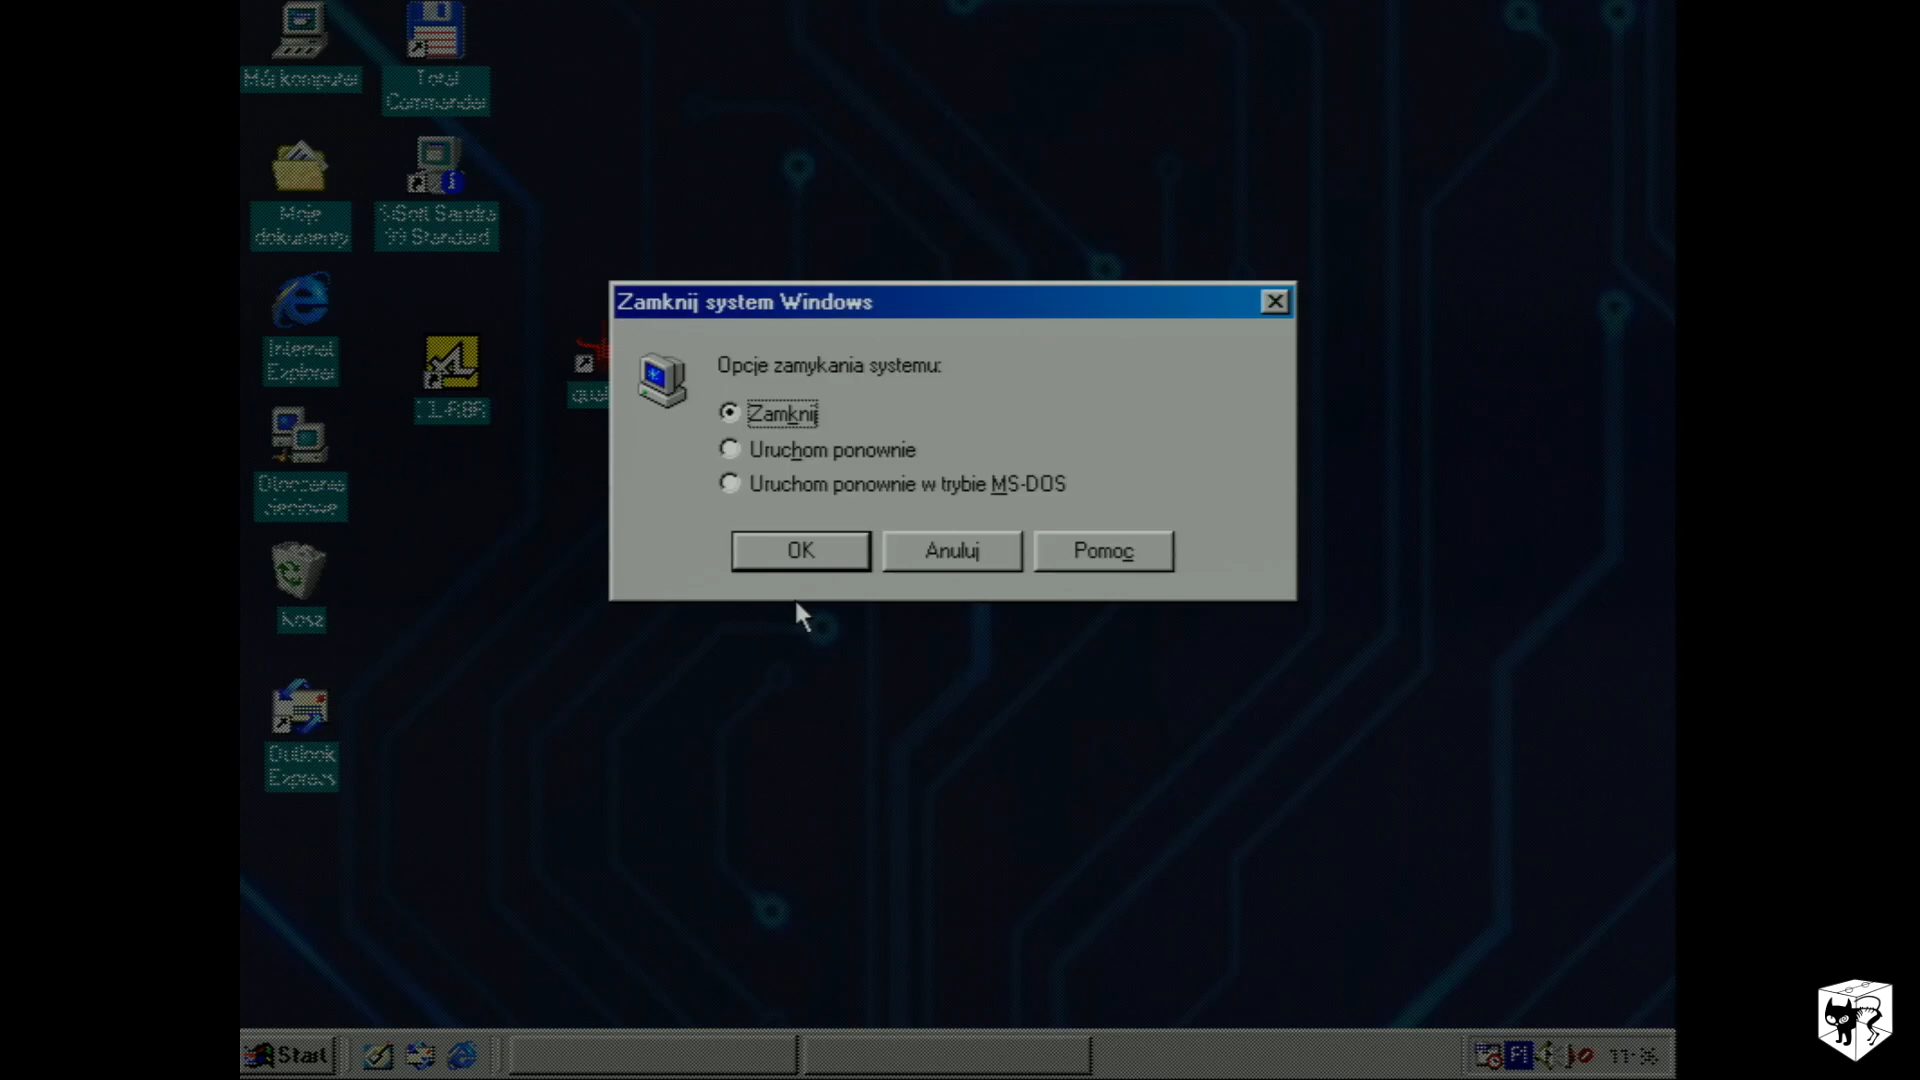 Mój komputer
Total
Commander
Moje
dokumenty
SiSoft Sandra
99 Standard
Internet
Explorer
Otoczenie
sieciowe
Kosz
Outlook
Express
Zamknij system Windows
Opcje zamykania systemu:
Zamknij
Uruchom ponownie
Uruchom ponownie w trybie MS-DOS
OK
Anuluj
Pomoc
Start
Pl